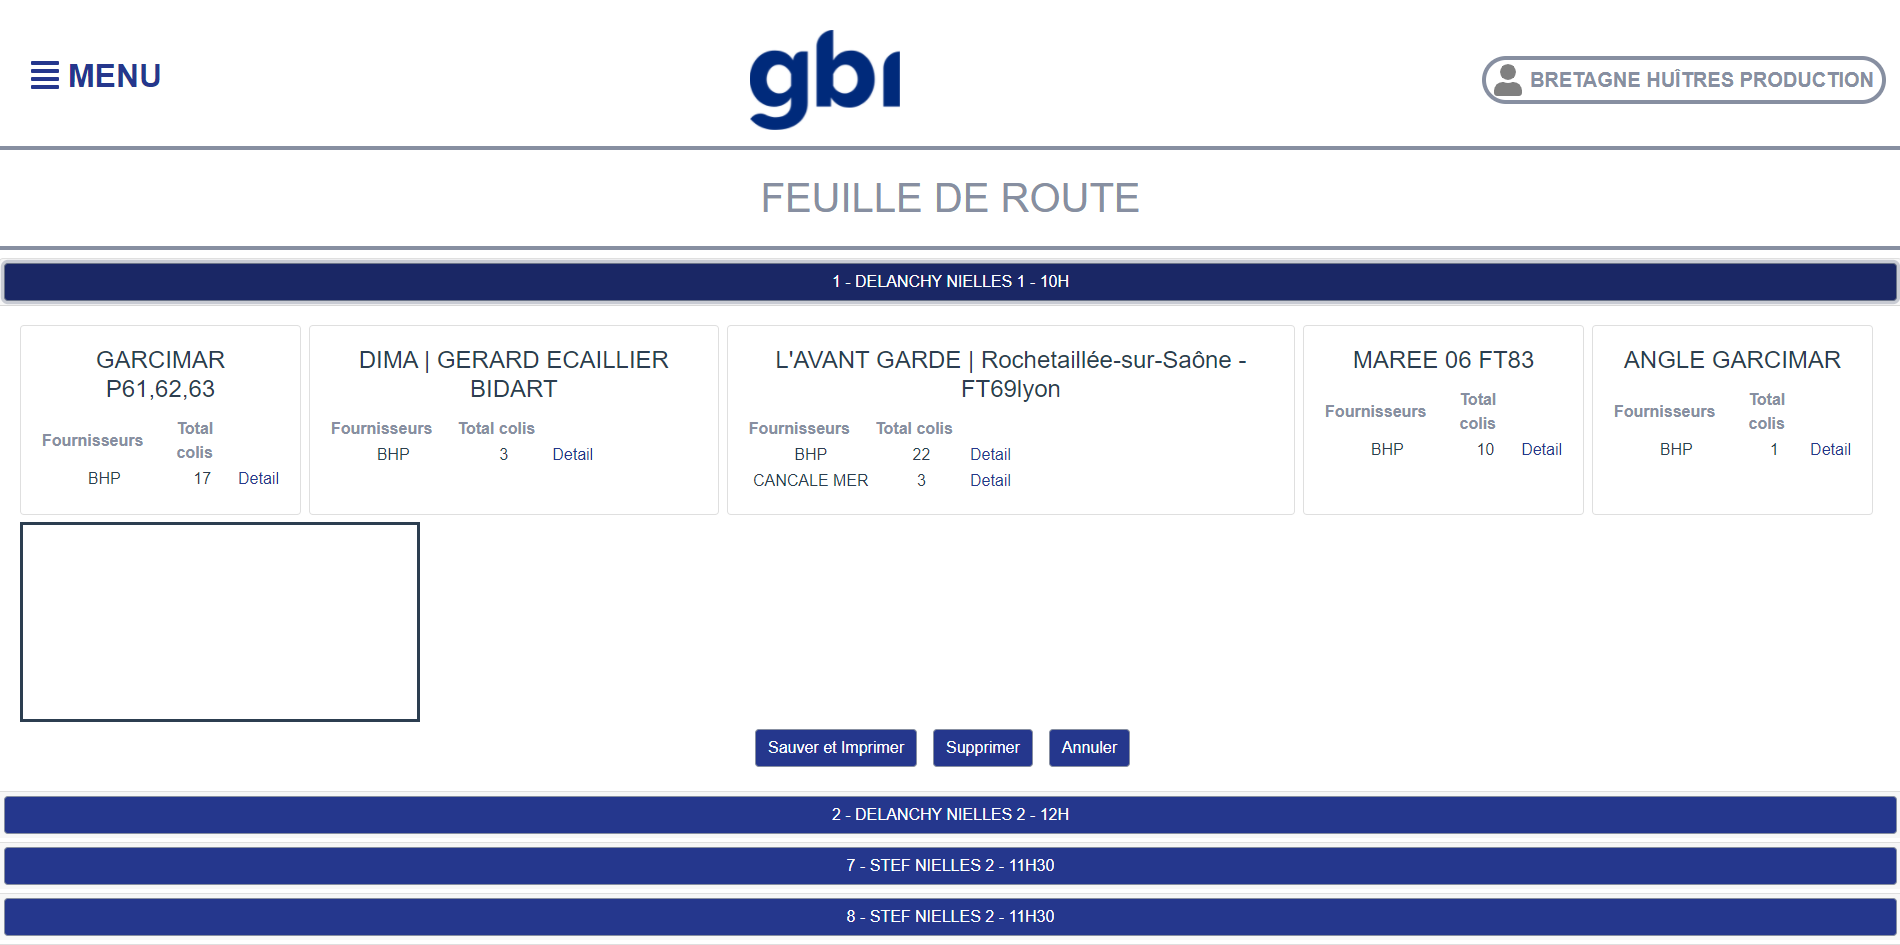 MENU
gbi
BRETAGNE HUÎTRES PRODUCTION
FEUILLE DE ROUTE
1 - DELANCHY NIELLES 1 - 10H
GARCIMAR
P61,62,63
Fournisseurs Total colis
BHP 17 Detail
DIMA | GERARD ECAILLIER
BIDART
Fournisseurs Total colis
BHP 3 Detail
L'AVANT GARDE | Rochetaillée-sur-Saône -
FT69lyon
Fournisseurs Total colis
BHP 22 Detail
CANCALE MER 3 Detail
MAREE 06 FT83
Fournisseurs Total colis
BHP 10 Detail
ANGLE GARCIMAR
Fournisseurs Total colis
BHP 1 Detail
Sauver et Imprimer Supprimer Annuler
2 - DELANCHY NIELLES 2 - 12H
7 - STEF NIELLES 2 - 11H30
8 - STEF NIELLES 2 - 11H30